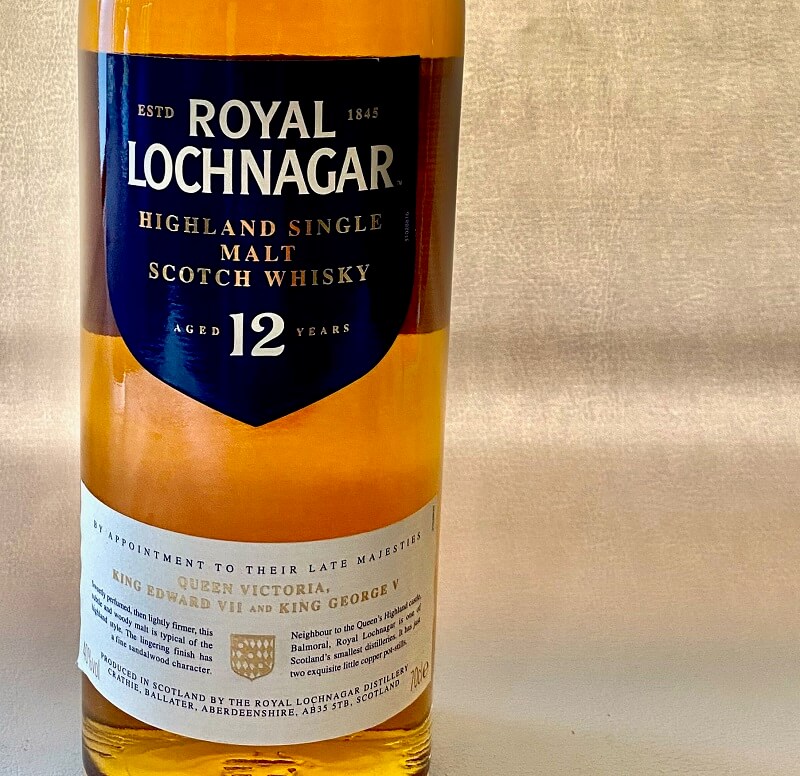 ESTD ROYAL 1845
LOCHNAGAR
HIGHLAND SINGLE
MALT
SCOTCH WHISKY
AGED 12 YEARS
BY APPOINTMENT TO THEIR LATE MAJESTIES
QUEEN VICTORIA,
KING EDWARD VII AND KING GEORGE V
Sweetly perfumed, then lightly firmer, this
subtle and woody malt is typical of the
highland style. The lingering finish has
a fine sandalwood character.
Neighbour to the Queen's Highland castle,
Balmoral, Royal Lochnagar is one of
Scotland's smallest distilleries. It has just
two exquisite little copper pot-stills.
40%vol
70cl e
PRODUCED IN SCOTLAND BY THE ROYAL LOCHNAGAR DISTILLERY
CRATHIE, BALLATER, ABERDEENSHIRE, AB35 5TB, SCOTLAND